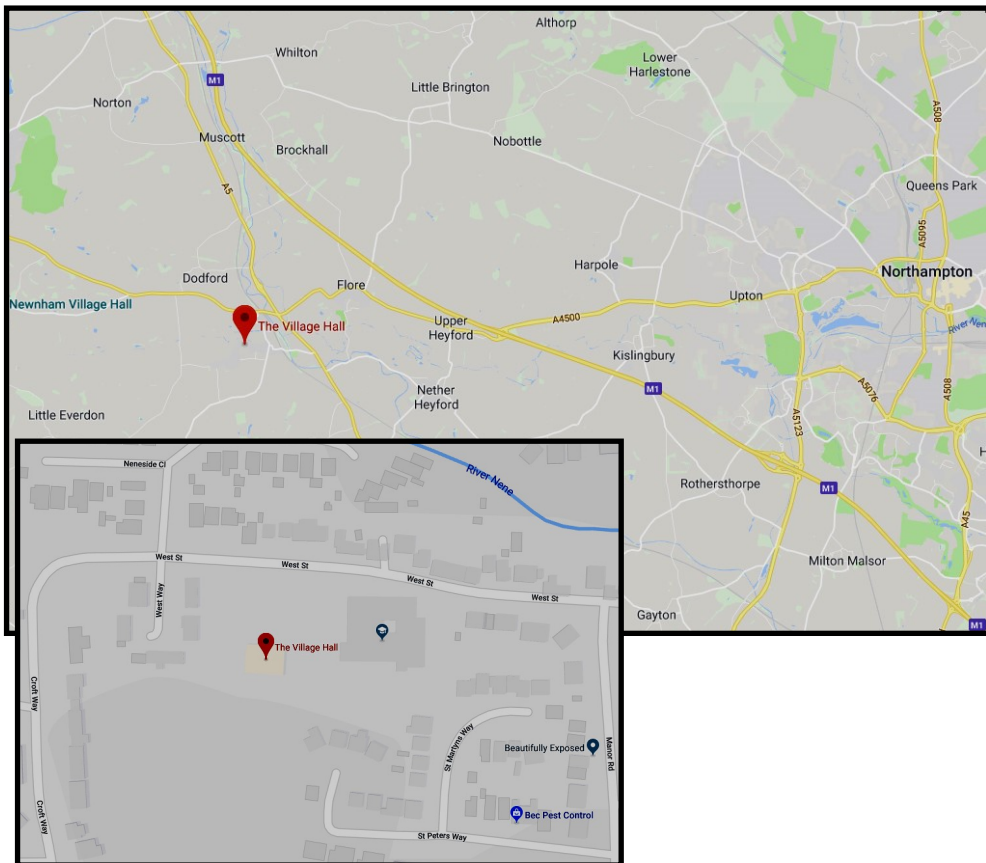 Althorp
Whilton
Lower
Harlestone
M1
Little Brington
Norton
A508
Muscott
Nobottle
Brockhall
A5
Queens Park
A5095
Harpole
Northampton
Dodford
Flore
Upton
Newnham Village Hall
The Village Hall
Upper
Heyford
A4500
River Nene
Kislingbury
M1
A5076
A508
Nether
Heyford
Little Everdon
A5123
H
Rothersthorpe
M1
A45
Milton Malsor
Gayton
M1
Neneside Cl
River Nene
West St
West St
West St
West St
West Way
The Village Hall
Croft Way
St Martyns Way
Manor Rd
Beautifully Exposed
Croft Way
Bec Pest Control
St Peters Way